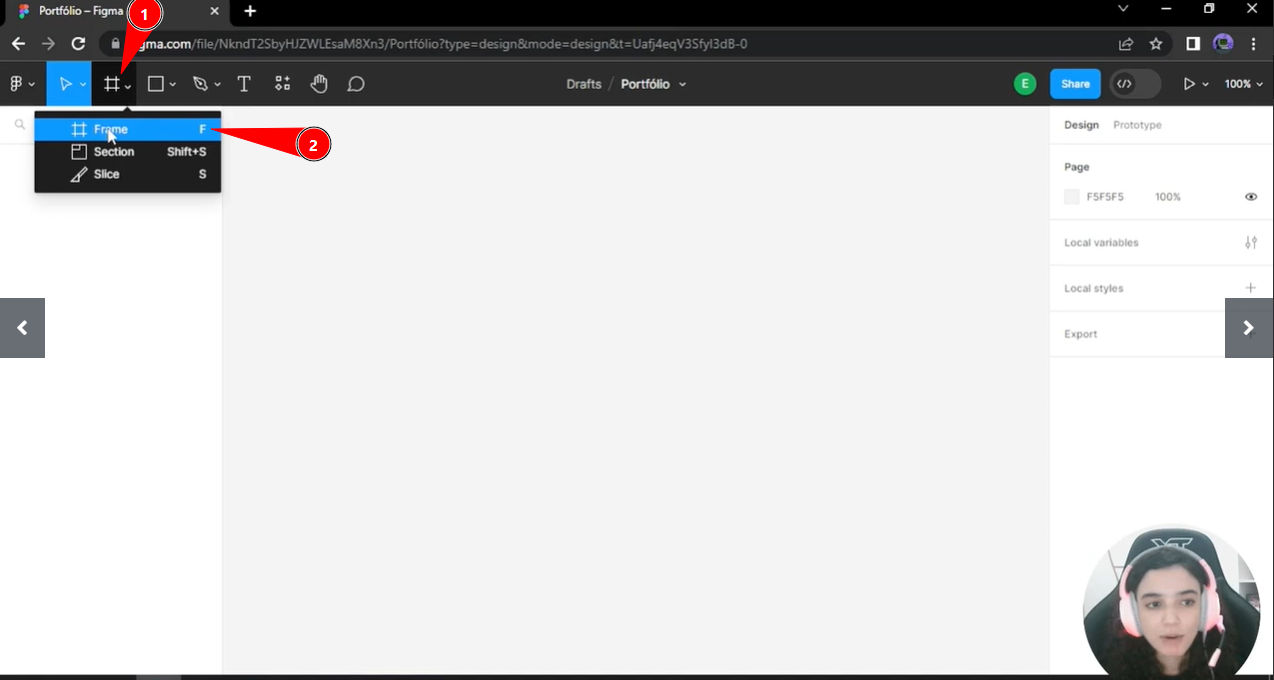 Portfólio – Figma
1
gma.com/file/NkndT2SbyHJZWLEsaM8Xn3/Portfólio?type=design&mode=design&t=Uafj4eqV3SfyI3dB-0
Drafts / Portfólio
E
Share
100%
Frame F
2
Section Shift+S
Slice S
Design Prototype
Page
F5F5F5 100%
Local variables
Local styles
Export